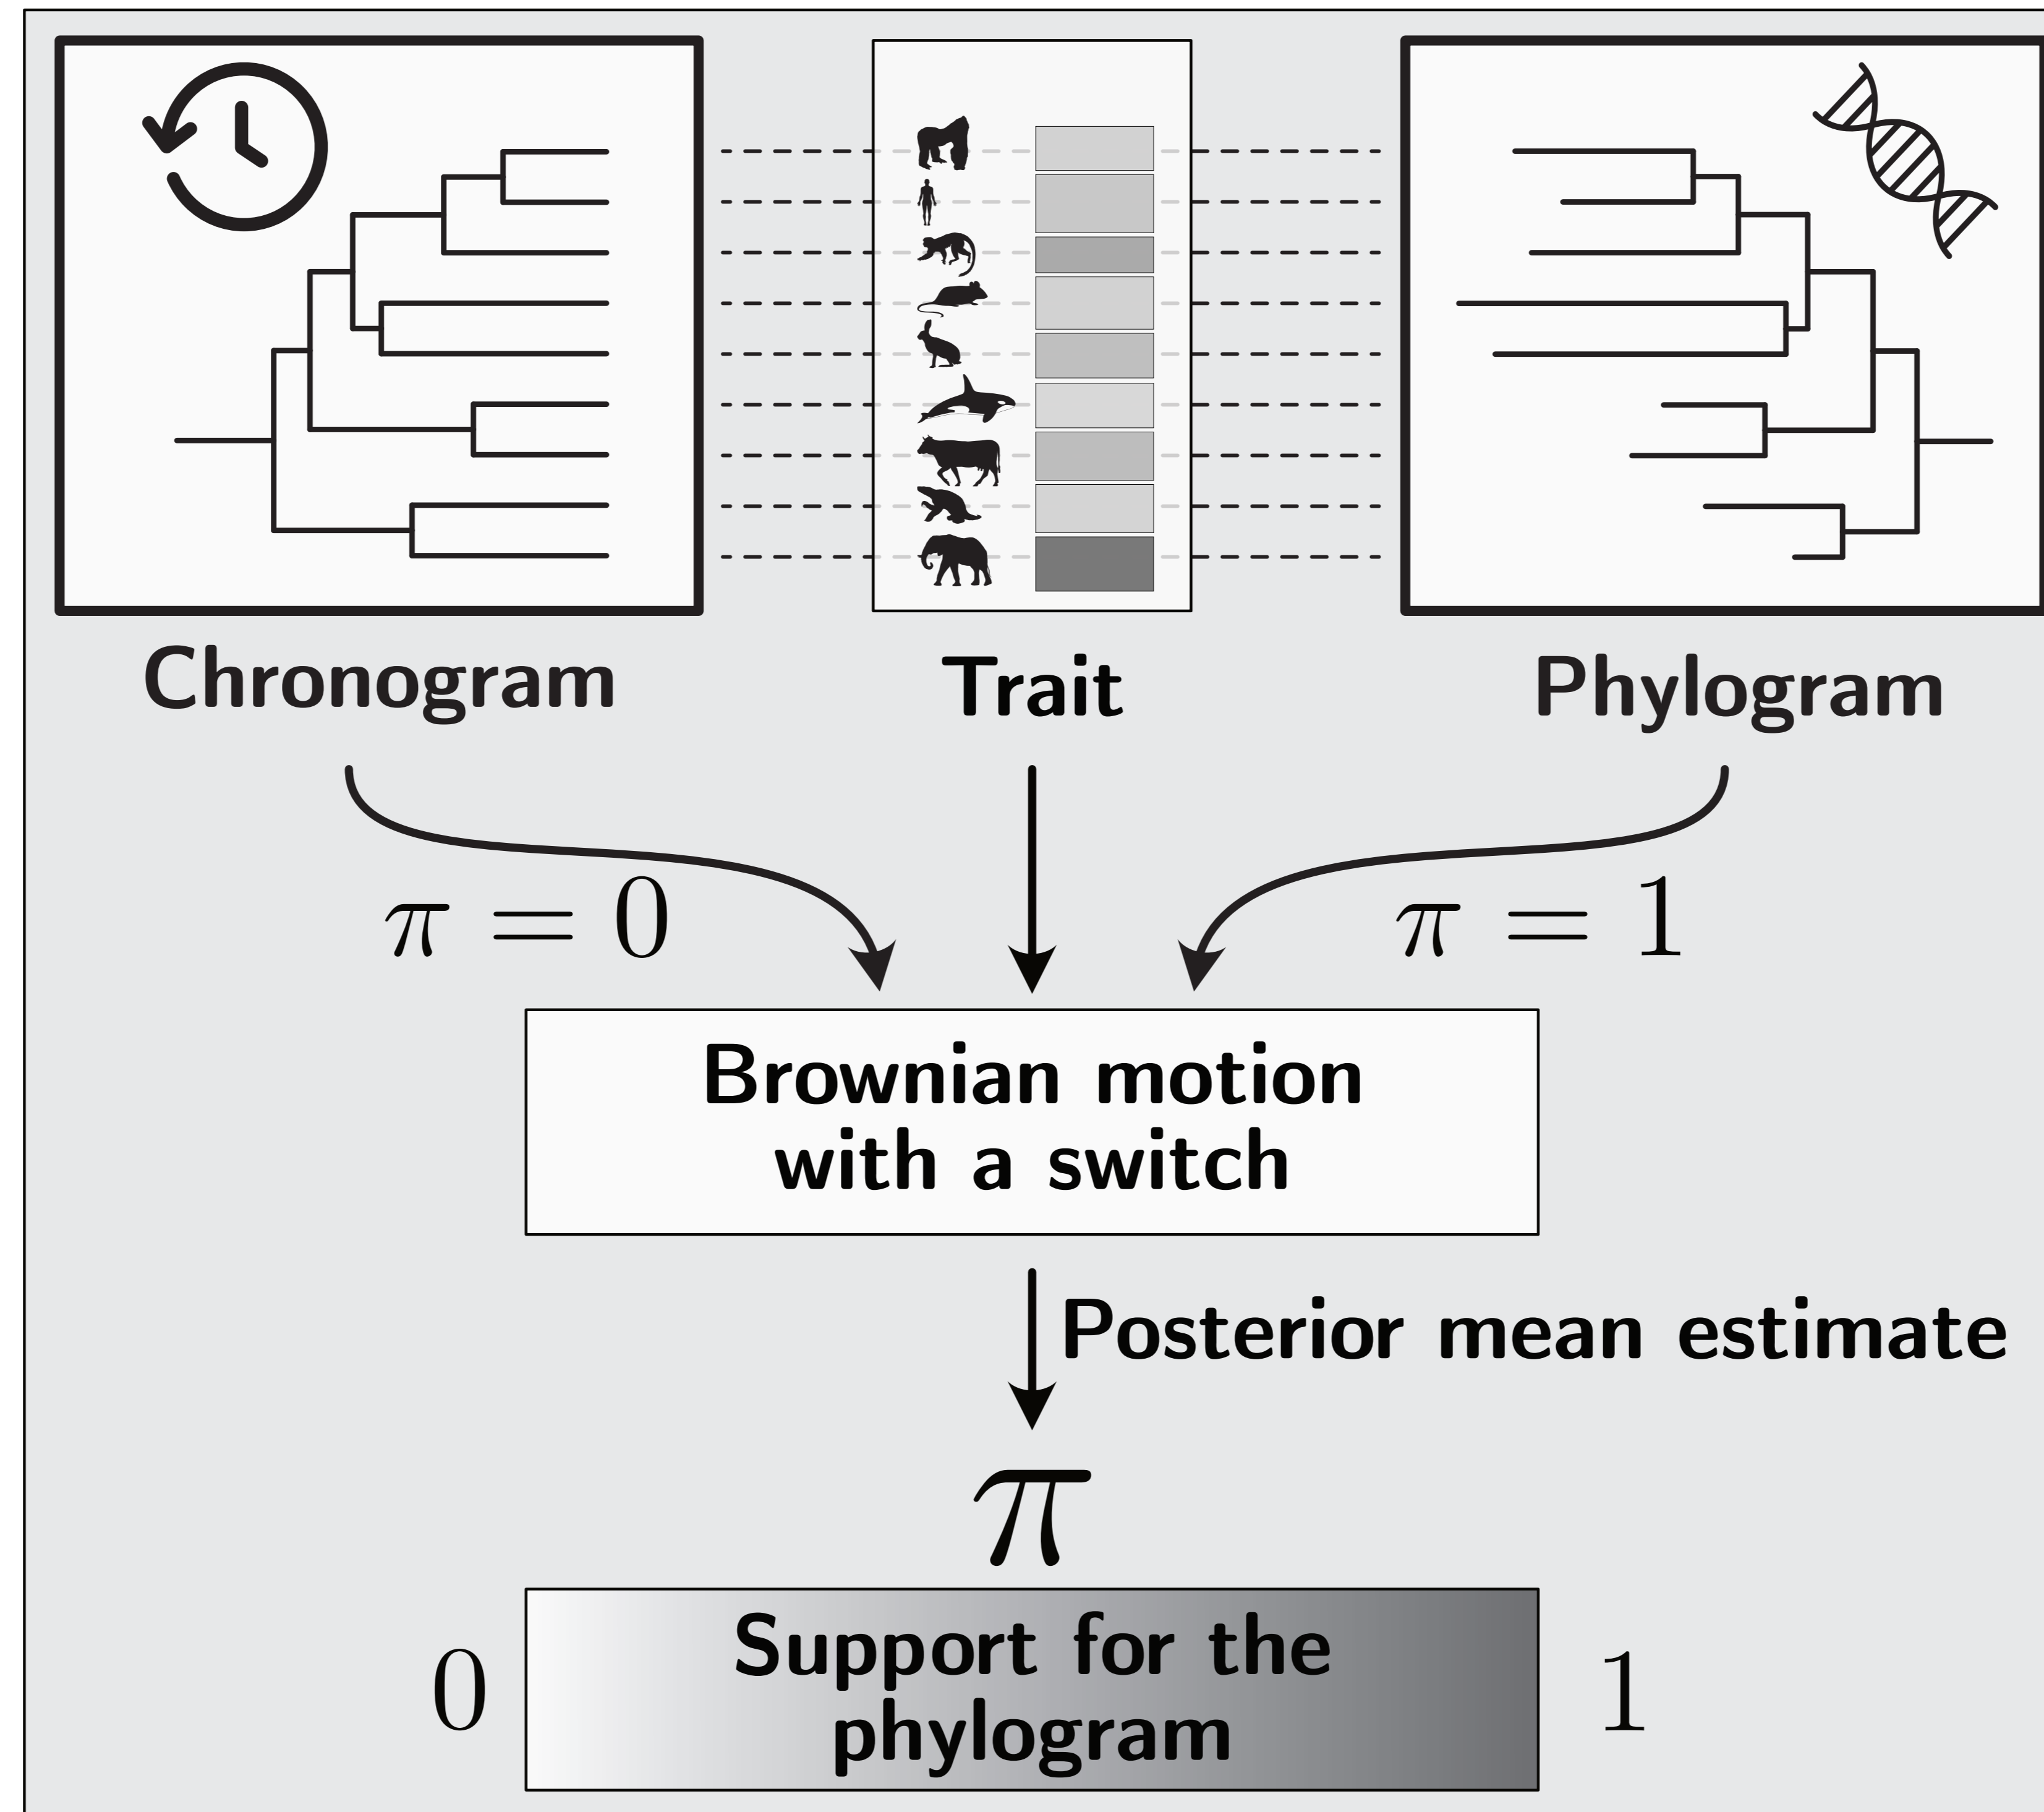 Chronogram
Trait
Phylogram
π = 0
π = 1
Brownian motion
with a switch
Posterior mean estimate
π
0
Support for the
phylogram
1